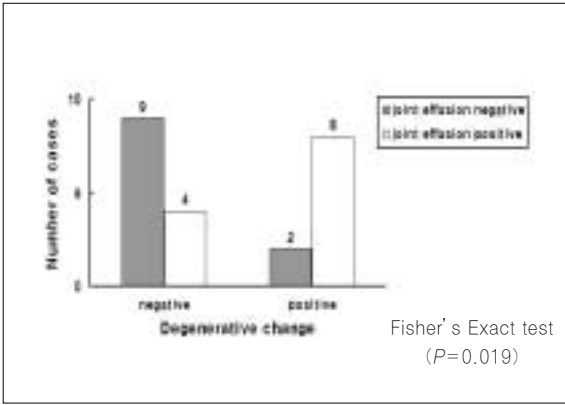 10
5
0
Number of cases
9
4
2
8
negative
positive
Degenerative change
joint effusion negative
joint effusion positive
Fisher's Exact test
(P=0.019)